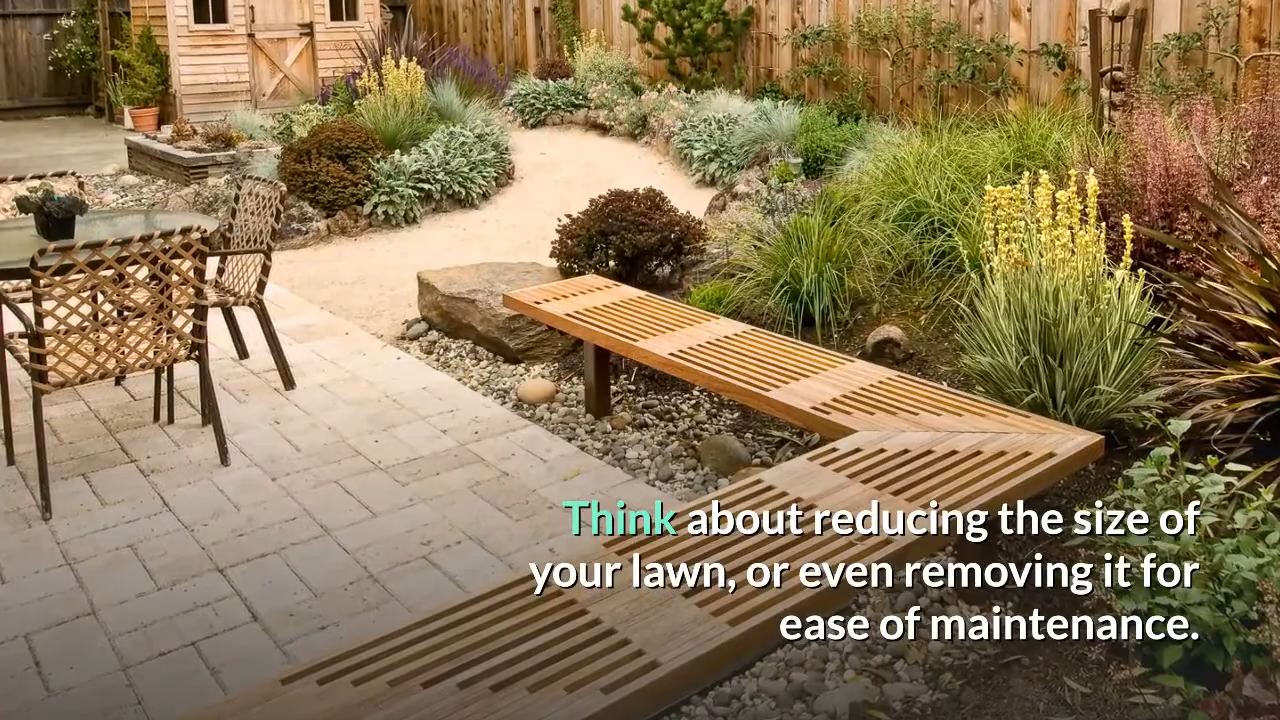 Think about reducing the size of
your lawn, or even removing it for
ease of maintenance.